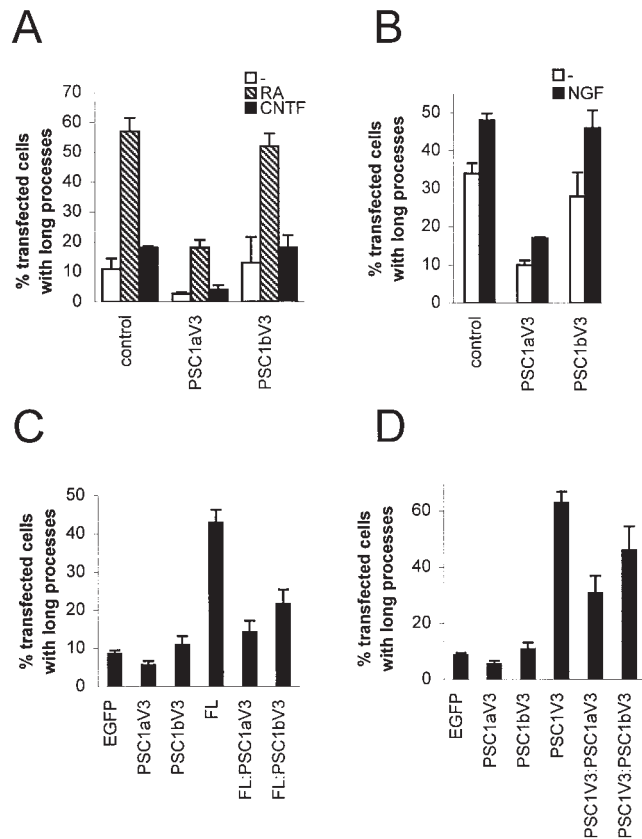 A
% transfected cells
with long processes
70
60
50
40
30
20
10
0
-
RA
CNTF
control
PSC1aV3
PSC1bV3
B
% transfected cells
with long processes
50
40
30
20
10
0
-
NGF
control
PSC1aV3
PSC1bV3
C
% transfected cells
with long processes
50
40
30
20
10
0
EGFP
PSC1aV3
PSC1bV3
FL
FL:PSC1aV3
FL:PSC1bV3
D
% transfected cells
with long processes
60
40
20
0
EGFP
PSC1aV3
PSC1bV3
PSC1V3
PSC1V3:PSC1aV3
PSC1V3:PSC1bV3